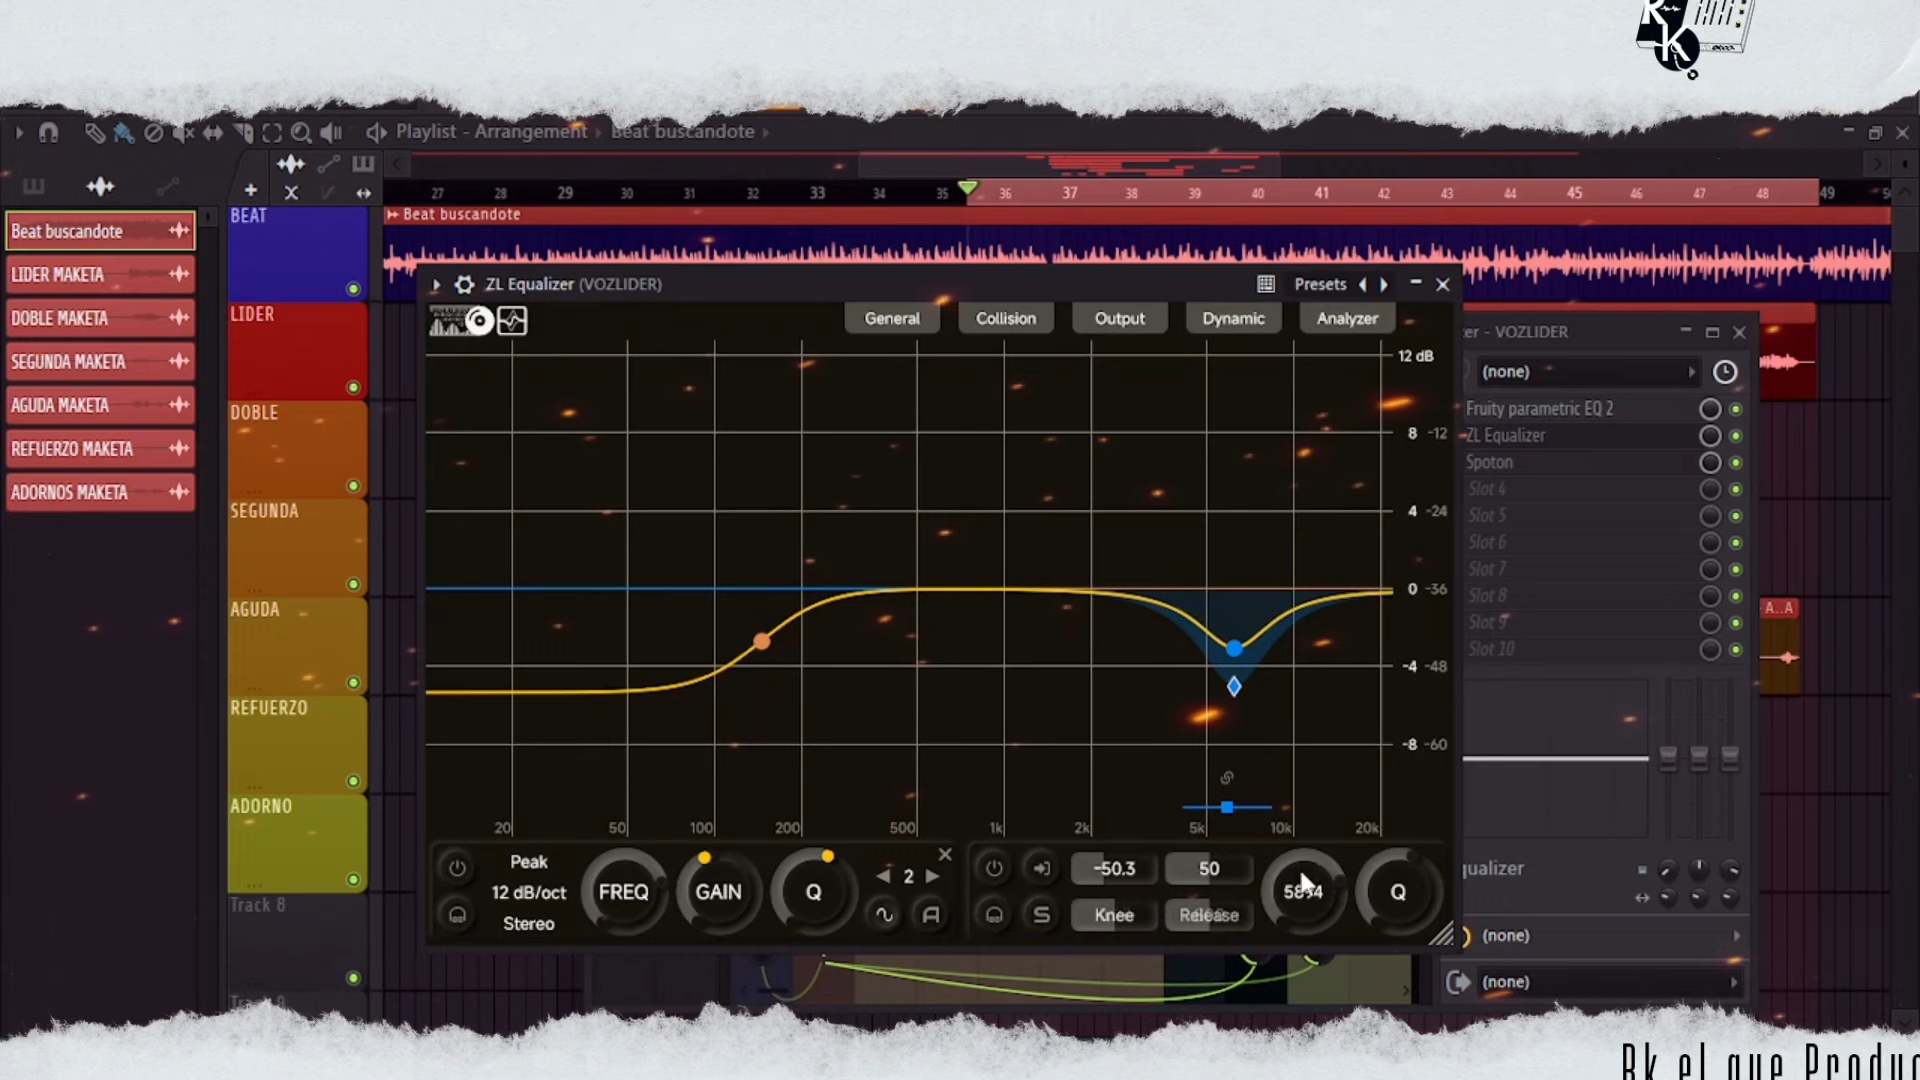 R
K
Playlist - Arrangement › Beat buscandote ›
27 28 29 30 31 32 33 34 35 36 37 38 39 40 41 42 43 44 45 46 47 48 49
Beat buscandote
LIDER MAKETA
DOBLE MAKETA
SEGUNDA MAKETA
AGUDA MAKETA
REFUERZO MAKETA
ADORNOS MAKETA
BEAT
LIDER
DOBLE
SEGUNDA
AGUDA
REFUERZO
ADORNO
Track 8
Beat buscandote
ZL Equalizer (VOZLIDER)
Presets
General Collision Output Dynamic Analyzer
12 dB
8 -12
4 -24
0 -36
-4 -48
-8 -60
20 50 100 200 500 1k 2k 5k 10k 20k
Peak
12 dB/oct
Stereo
FREQ GAIN Q 2
-50.3 50
Knee Release
Q
- VOZLIDER
(none)
Fruity parametric EQ 2
ZL Equalizer
Spoton
Slot 4
Slot 5
Slot 6
Slot 7
Slot 8
Slot 9
Slot 10
A..A
(none)
(none)
Rk el que Produc